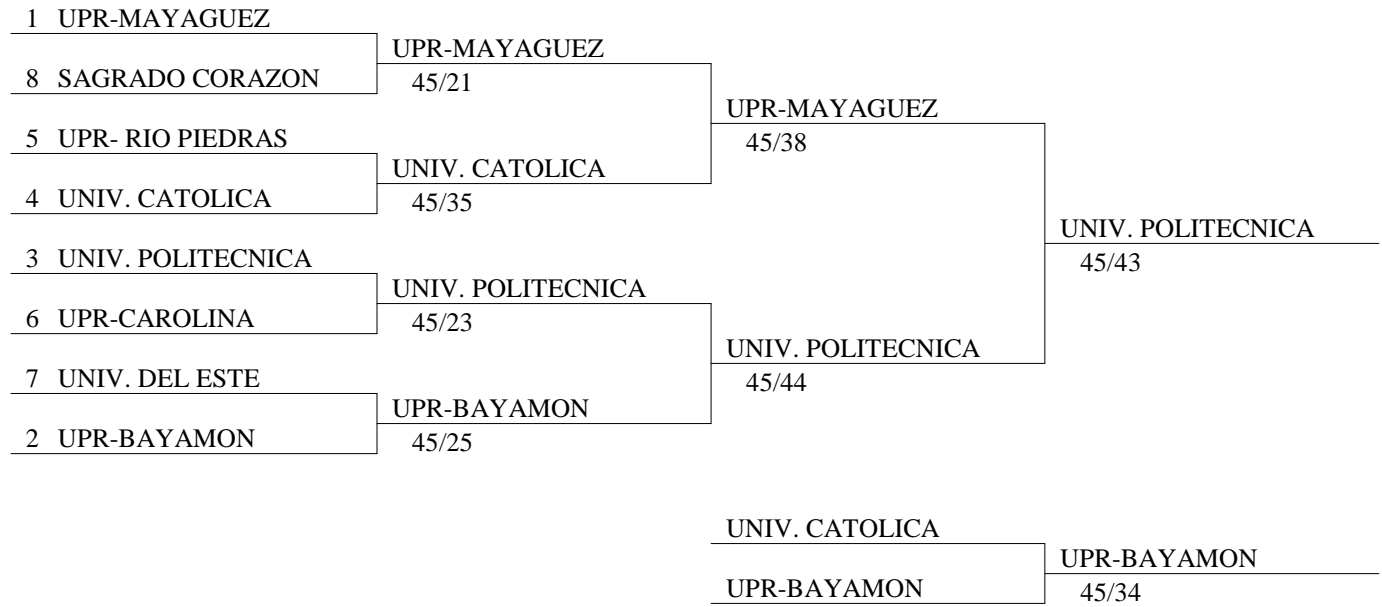 1 UPR-MAYAGUEZ
UPR-MAYAGUEZ
8 SAGRADO CORAZON
45/21
UPR-MAYAGUEZ
5 UPR- RIO PIEDRAS
45/38
UNIV. CATOLICA
4 UNIV. CATOLICA
45/35
UNIV. POLITECNICA
3 UNIV. POLITECNICA
45/43
UNIV. POLITECNICA
6 UPR-CAROLINA
45/23
UNIV. POLITECNICA
7 UNIV. DEL ESTE
45/44
UPR-BAYAMON
2 UPR-BAYAMON
45/25
UNIV. CATOLICA
UPR-BAYAMON
UPR-BAYAMON
45/34